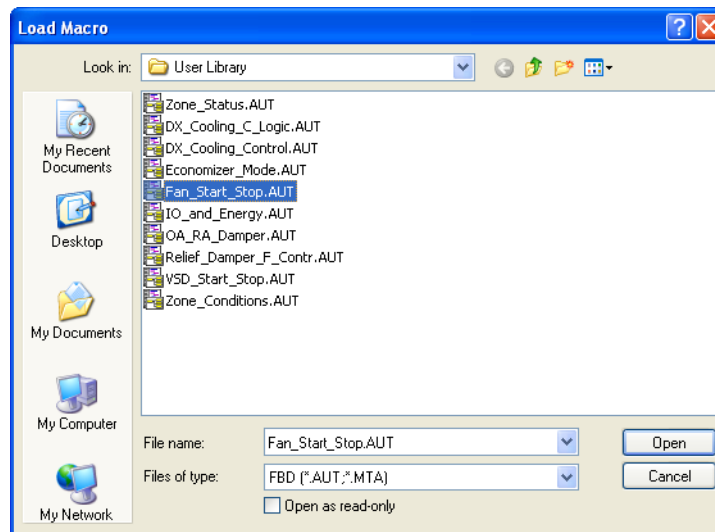 Load Macro
Look in:
User Library
My Recent
Documents
Desktop
My Documents
My Computer
My Network
Zone_Status.AUT
DX_Cooling_C_Logic.AUT
DX_Cooling_Control.AUT
Economizer_Mode.AUT
Fan_Start_Stop.AUT
IO_and_Energy.AUT
OA_RA_Damper.AUT
Relief_Damper_F_Contr.AUT
VSD_Start_Stop.AUT
Zone_Conditions.AUT
File name:
Fan_Start_Stop.AUT
Open
Files of type:
FBD (*.AUT;*.MTA)
Cancel
Open as read-only